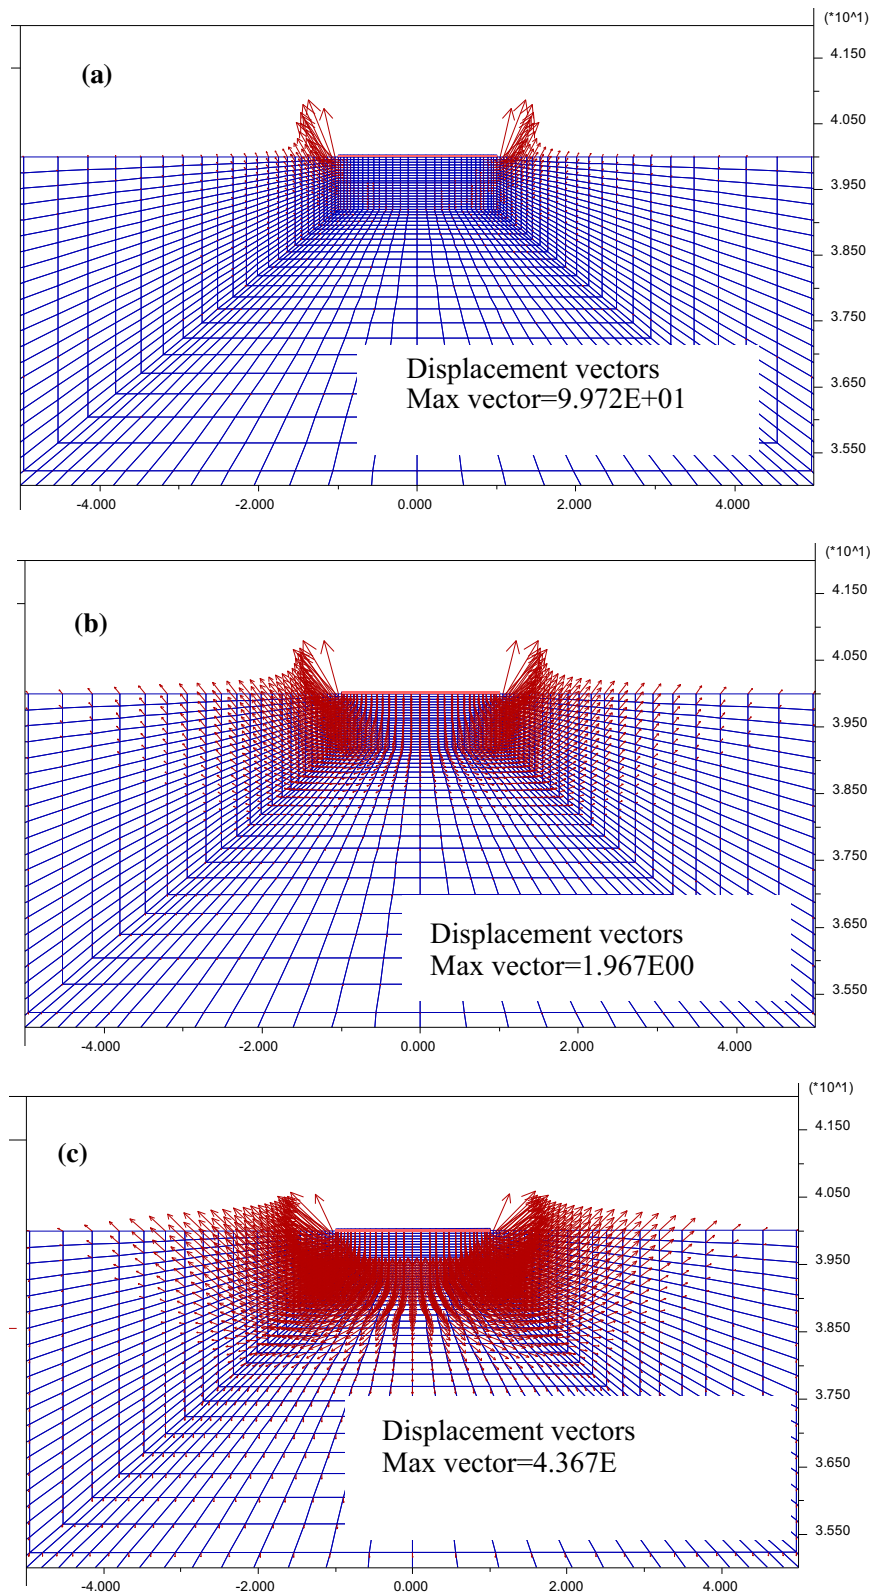 (*10^1)
(a)
4.150
4.050
3.950
3.850
3.750
3.650
3.550
Displacement vectors
Max vector=9.972E+01
-4.000 -2.000 0.000 2.000 4.000
(*10^1)
(b)
4.150
4.050
3.950
3.850
3.750
3.650
3.550
Displacement vectors
Max vector=1.967E00
-4.000 -2.000 0.000 2.000 4.000
(*10^1)
(c)
4.150
4.050
3.950
3.850
3.750
3.650
3.550
Displacement vectors
Max vector=4.367E
-4.000 -2.000 0.000 2.000 4.000